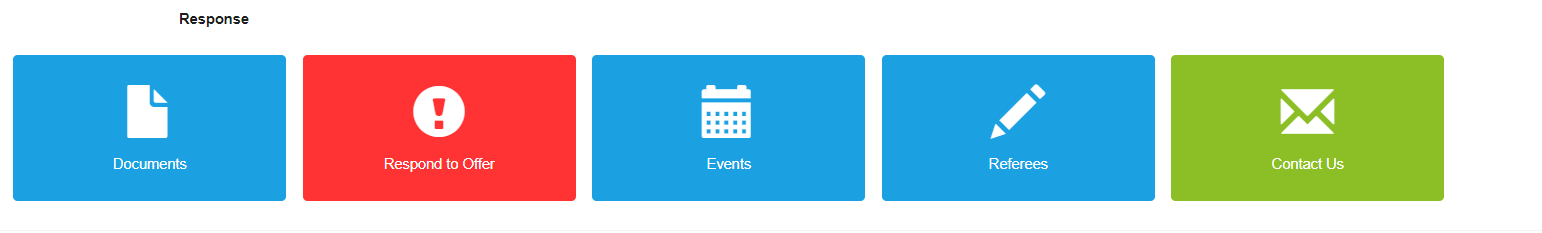 Response
Documents
Respond to Offer
Events
Referees
Contact Us